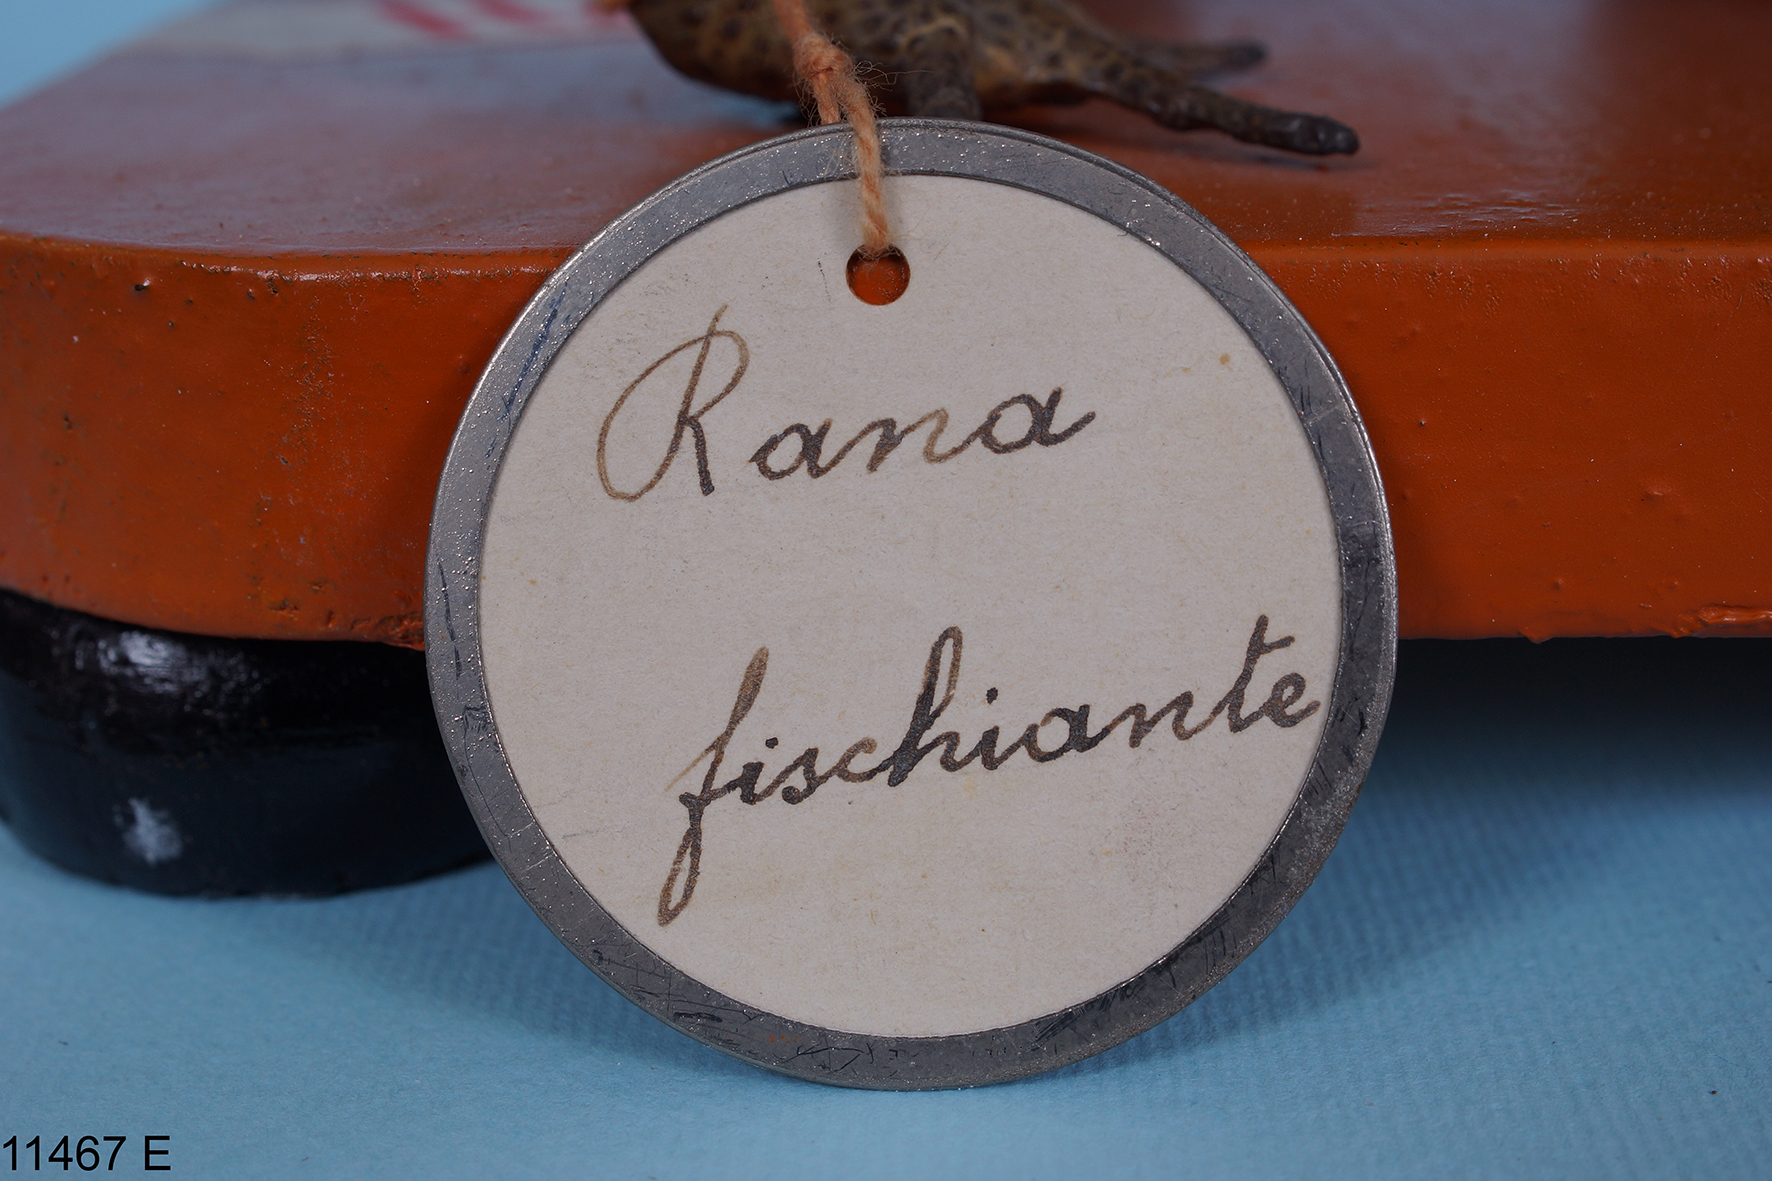 Rana
fischiante
11467 E